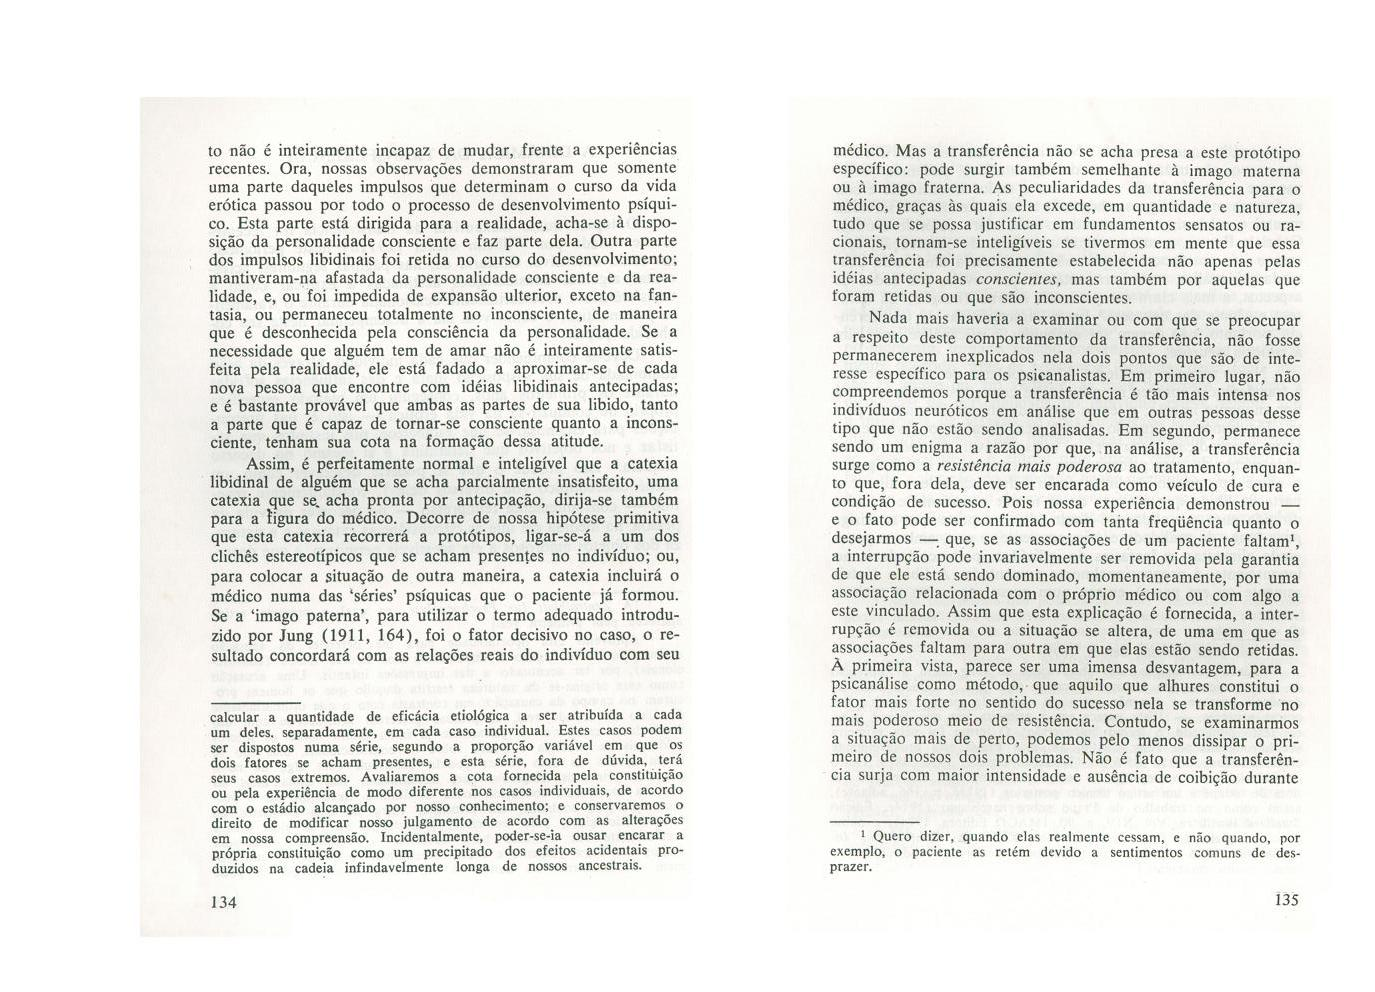 to não é inteiramente incapaz de mudar, frente a experiências
recentes. Ora, nossas observações demonstraram que somente
uma parte daqueles impulsos que determinam o curso da vida
erótica passou por todo o processo de desenvolvimento psíqui-
co. Esta parte está dirigida para a realidade, acha-se à dispo-
sição da personalidade consciente e faz parte dela. Outra parte
dos impulsos libidinais foi retida no curso do desenvolvimento;
mantiveram-na afastada da personalidade consciente e da rea-
lidade, e, ou foi impedida de expansão ulterior, exceto na fan-
tasia, ou permaneceu totalmente no inconsciente, de maneira
que é desconhecida pela consciência da personalidade. Se a
necessidade que alguém tem de amar não é inteiramente satis-
feita pela realidade, ele está fadado a aproximar-se de cada
nova pessoa que encontre com idéias libidinais antecipadas;
e é bastante provável que ambas as partes de sua libido, tanto
a parte que é capaz de tornar-se consciente quanto a incons-
ciente, tenham sua cota na formação dessa atitude.
Assim, é perfeitamente normal e inteligível que a catexia
libidinal de alguém que se acha parcialmente insatisfeito, uma
catexia que se acha pronta por antecipação, dirija-se também
para a figura do médico. Decorre de nossa hipótese primitiva
que esta catexia recorrerá a protótipos, ligar-se-á a um dos
clichês estereotípicos que se acham presentes no indivíduo; ou,
para colocar a situação de outra maneira, a catexia incluirá o
médico numa das ‘séries’ psíquicas que o paciente já formou.
Se a ‘imago paterna’, para utilizar o termo adequado introdu-
zido por Jung (1911, 164), foi o fator decisivo no caso, o re-
sultado concordará com as relações reais do indivíduo com seu
calcular a quantidade de eficácia etiológica a ser atribuída a cada
um deles. separadamente, em cada caso individual. Estes casos podem
ser dispostos numa série, segundo a proporção variável em que os
dois fatores se acham presentes, e esta série, fora de dúvida, terá
seus casos extremos. Avaliaremos a cota fornecida pela constituição
ou pela experiência de modo diferente nos casos individuais, de acordo
com o estádio alcançado por nosso conhecimento; e conservaremos o
direito de modificar nosso julgamento de acordo com as alterações
em nossa compreensão. Incidentalmente, poder-se-ia ousar encarar a
própria constituição como um precipitado dos efeitos acidentais pro-
duzidos na cadeia infindavelmente longa de nossos ancestrais.
134
médico. Mas a transferência não se acha presa a este protótipo
específico: pode surgir também semelhante à imago materna
ou à imago fraterna. As peculiaridades da transferência para o
médico, graças às quais ela excede, em quantidade e natureza,
tudo que se possa justificar em fundamentos sensatos ou ra-
cionais, tornam-se inteligíveis se tivermos em mente que essa
transferência foi precisamente estabelecida não apenas pelas
idéias antecipadas conscientes, mas também por aquelas que
foram retidas ou que são inconscientes.
Nada mais haveria a examinar ou com que se preocupar
a respeito deste comportamento da transferência, não fosse
permanecerem inexplicados nela dois pontos que são de inte-
resse específico para os psicanalistas. Em primeiro lugar, não
compreendemos porque a transferência é tão mais intensa nos
indivíduos neuróticos em análise que em outras pessoas desse
tipo que não estão sendo analisadas. Em segundo, permanece
sendo um enigma a razão por que, na análise, a transferência
surge como a resistência mais poderosa ao tratamento, enquan-
to que, fora dela, deve ser encarada como veículo de cura e
condição de sucesso. Pois nossa experiência demonstrou —
e o fato pode ser confirmado com tanta freqüência quanto o
desejarmos — que, se as associações de um paciente faltam¹,
a interrupção pode invariavelmente ser removida pela garantia
de que ele está sendo dominado, momentaneamente, por uma
associação relacionada com o próprio médico ou com algo a
este vinculado. Assim que esta explicação é fornecida, a inter-
rupção é removida ou a situação se altera, de uma em que as
associações faltam para outra em que elas estão sendo retidas.
À primeira vista, parece ser uma imensa desvantagem, para a
psicanálise como método, que aquilo que alhures constitui o
fator mais forte no sentido do sucesso nela se transforme no
mais poderoso meio de resistência. Contudo, se examinarmos
a situação mais de perto, podemos pelo menos dissipar o pri-
meiro de nossos dois problemas. Não é fato que a transferên-
cia surja com maior intensidade e ausência de coibição durante
¹ Quero dizer, quando elas realmente cessam, e não quando, por
exemplo, o paciente as retém devido a sentimentos comuns de des-
prazer.
135